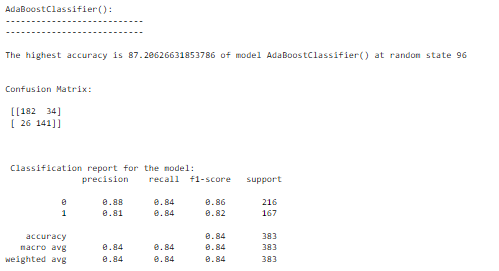 AdaBoostClassifier():
---------------------------
---------------------------
The highest accuracy is 87.20626631853786 of model AdaBoostClassifier() at random state 96
Confusion Matrix:
[[182 34]
[ 26 141]]
Classification report for the model:
precision recall f1-score support
0 0.88 0.84 0.86 216
1 0.81 0.84 0.82 167
accuracy 0.84 383
macro avg 0.84 0.84 0.84 383
weighted avg 0.84 0.84 0.84 383